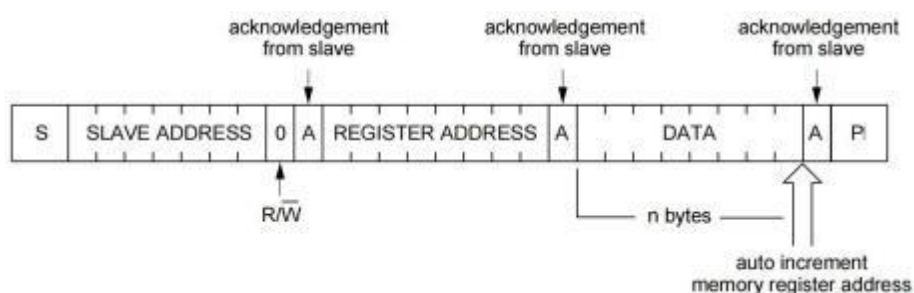 acknowledgement
from slave
acknowledgement
from slave
acknowledgement
from slave
S SLAVE ADDRESS 0 A REGISTER ADDRESS A DATA A P
R/W̅
n bytes
auto increment
memory register address